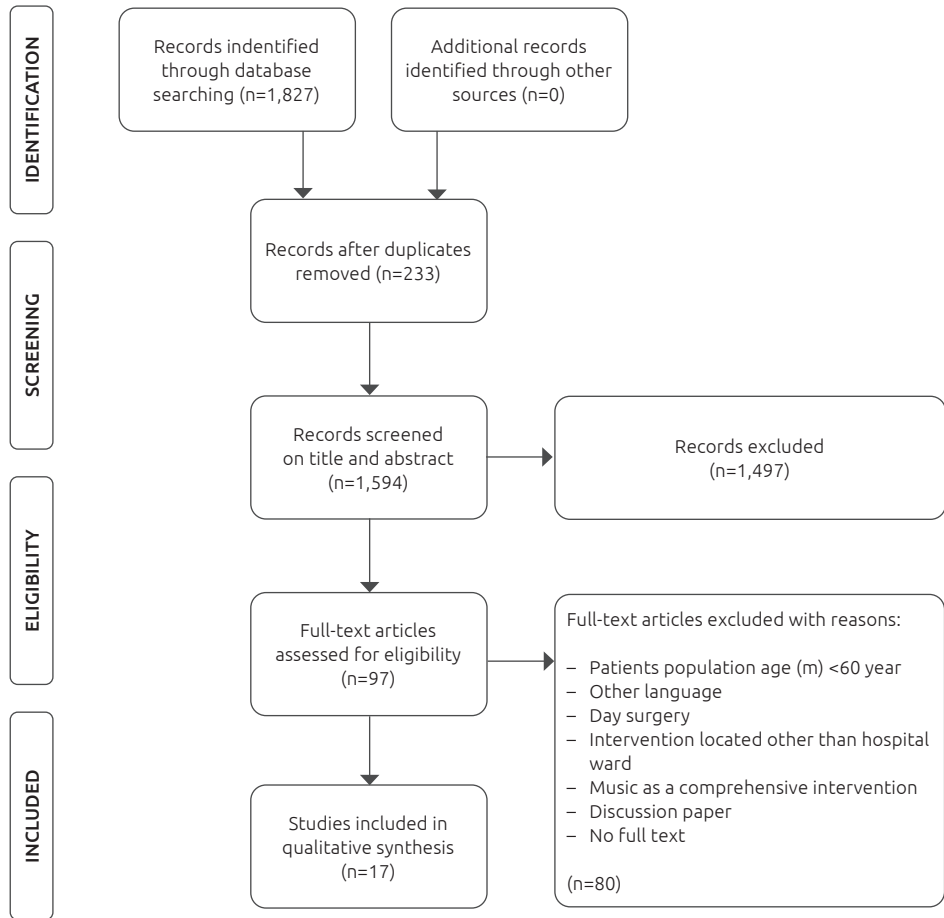 IDENTIFICATION
Records indentified
through database
searching (n=1,827)
Additional records
identified through other
sources (n=0)
Records after duplicates
removed (n=233)
SCREENING
Records screened
on title and abstract
(n=1,594)
Records excluded
(n=1,497)
ELIGIBILITY
Full-text articles
assessed for eligibility
(n=97)
Full-text articles excluded with reasons:
– Patients population age (m) <60 year
– Other language
– Day surgery
– Intervention located other than hospital
ward
– Music as a comprehensive intervention
– Discussion paper
– No full text
(n=80)
INCLUDED
Studies included in
qualitative synthesis
(n=17)